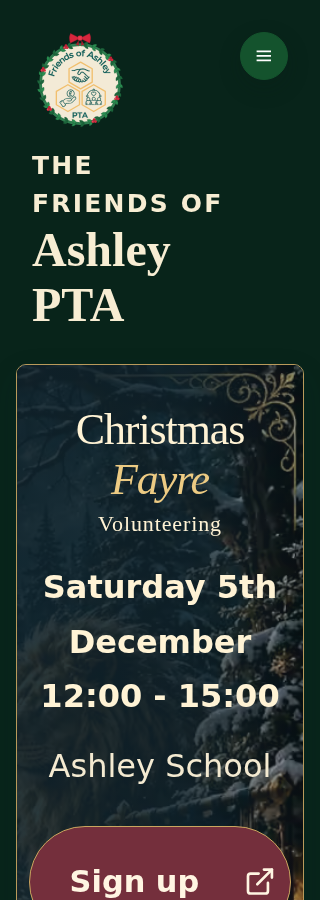 Friends of Ashley
PTA
THE
FRIENDS OF
Ashley
PTA
Christmas
Fayre
Volunteering
Saturday 5th
December
12:00 - 15:00
Ashley School
Sign up